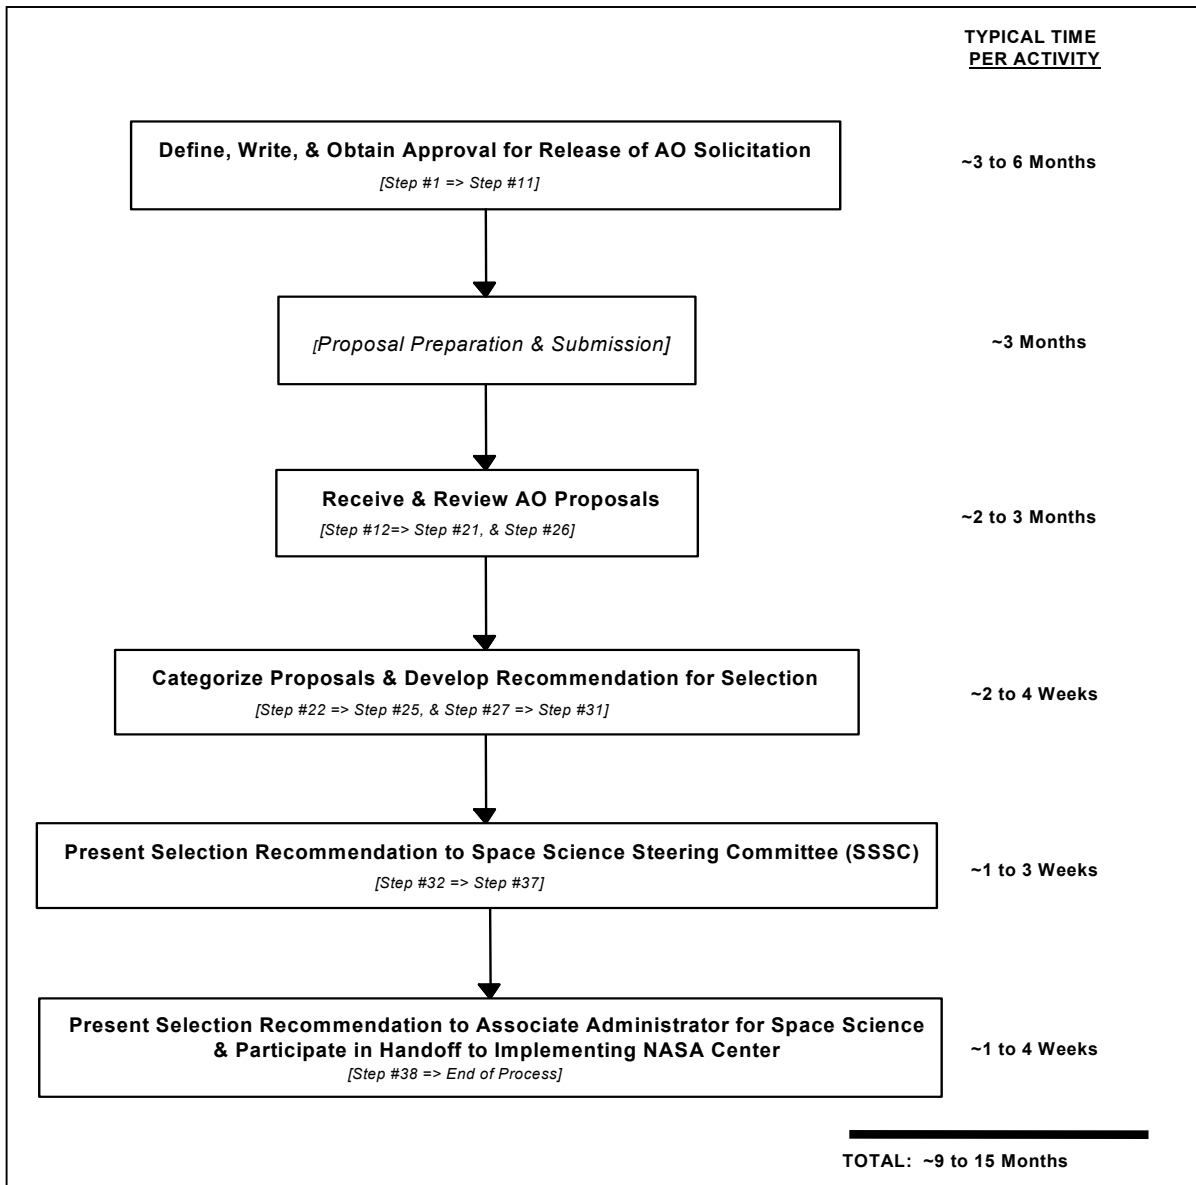 TYPICAL TIME
PER ACTIVITY
Define, Write, & Obtain Approval for Release of AO Solicitation
[Step #1 => Step #11]
~3 to 6 Months
[Proposal Preparation & Submission]
~3 Months
Receive & Review AO Proposals
[Step #12=> Step #21, & Step #26]
~2 to 3 Months
Categorize Proposals & Develop Recommendation for Selection
[Step #22 => Step #25, & Step #27 => Step #31]
~2 to 4 Weeks
Present Selection Recommendation to Space Science Steering Committee (SSSC)
[Step #32 => Step #37]
~1 to 3 Weeks
Present Selection Recommendation to Associate Administrator for Space Science
& Participate in Handoff to Implementing NASA Center
[Step #38 => End of Process]
~1 to 4 Weeks
TOTAL: ~9 to 15 Months